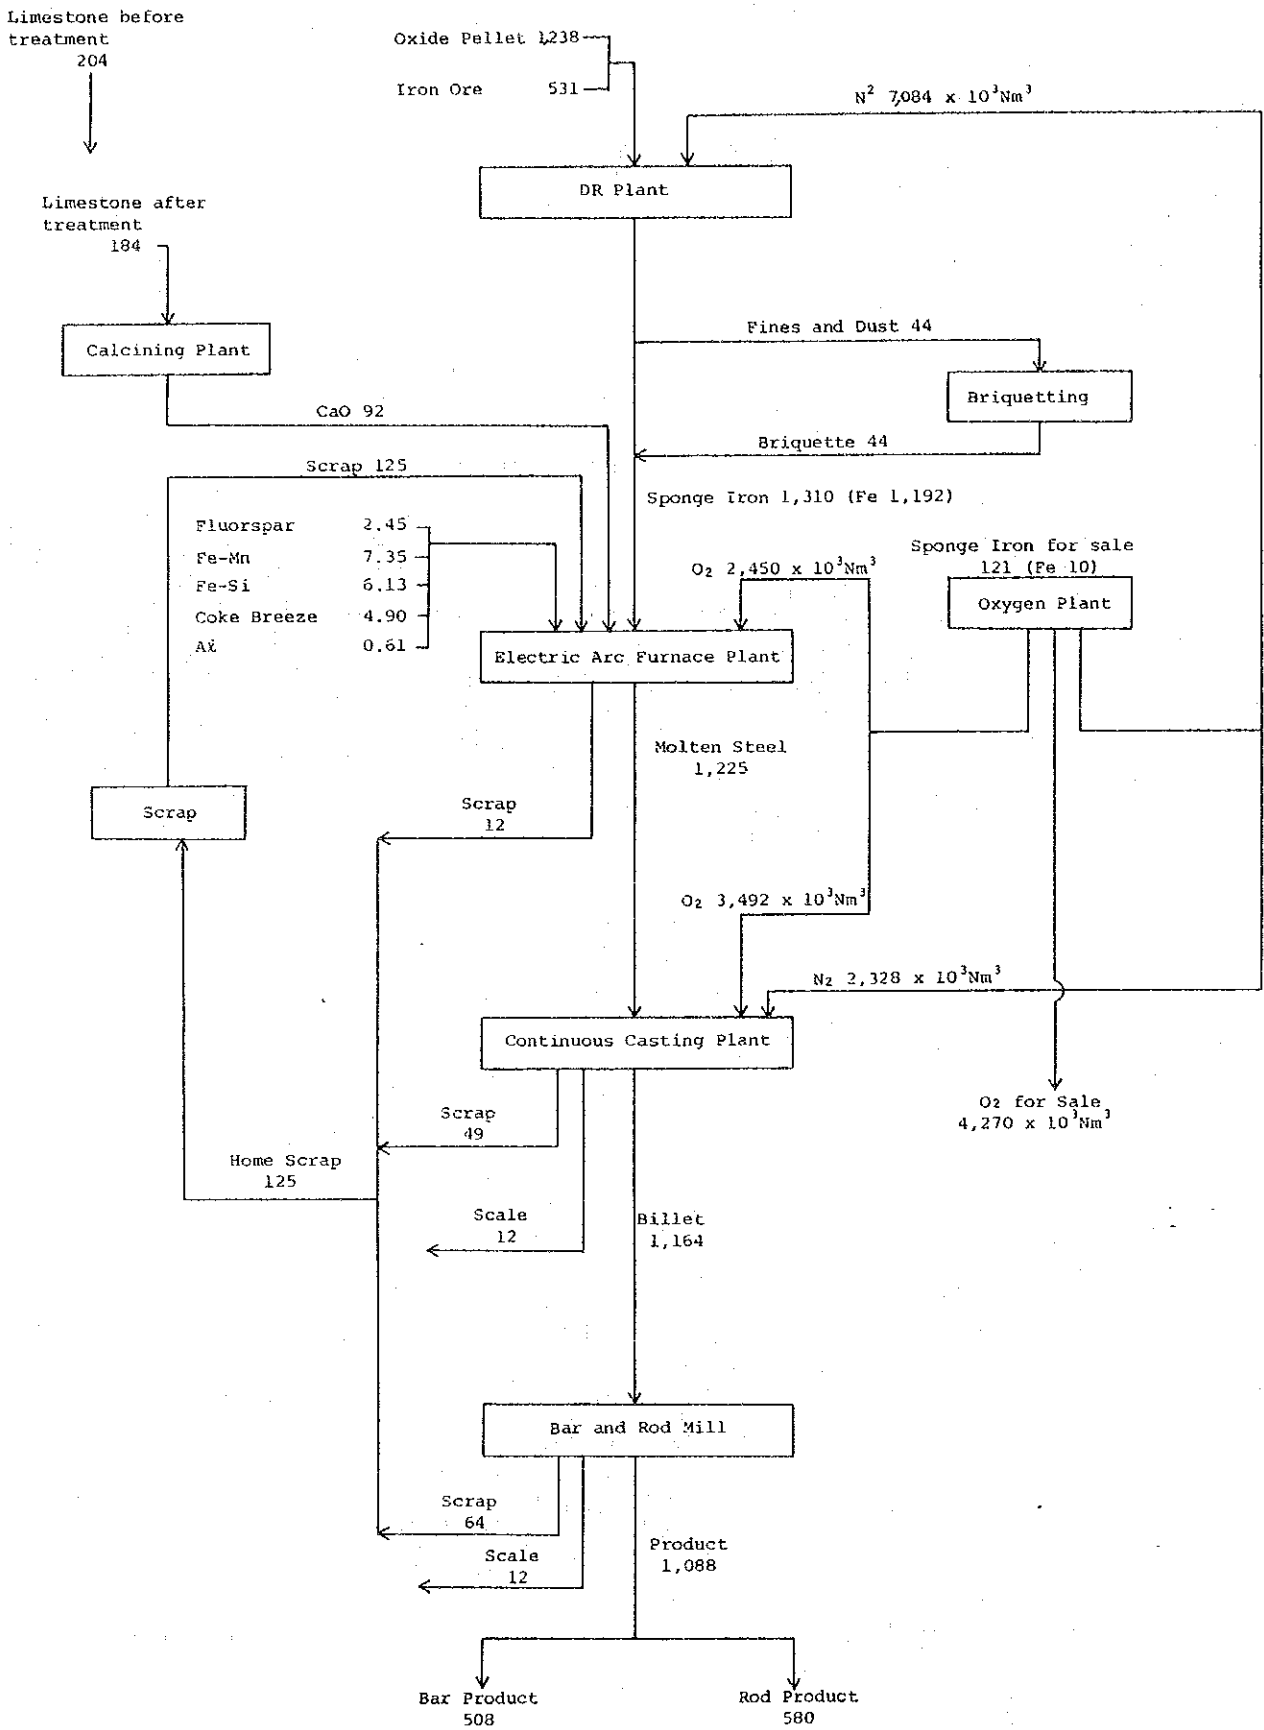 Limestone before
treatment
204
Oxide Pellet 1,238
Iron Ore 531
N² 7,084 x 10³Nm³
DR Plant
Limestone after
treatment
184
Calcining Plant
Fines and Dust 44
Briquetting
CaO 92
Briquette 44
Scrap 125
Sponge Iron 1,310 (Fe 1,192)
Fluorspar 2.45
Fe-Mn 7.35
Fe-Si 6.13
Coke Breeze 4.90
Aℓ 0.61
O₂ 2,450 x 10³Nm³
Sponge Iron for sale
121 (Fe 10)
Oxygen Plant
Electric Arc Furnace Plant
Molten Steel
1,225
Scrap
Scrap
12
O₂ 3,492 x 10³Nm³
N₂ 2,328 x 10³Nm³
Continuous Casting Plant
O₂ for Sale
4,270 x 10³Nm³
Scrap
49
Home Scrap
125
Scale
12
Billet
1,164
Bar and Rod Mill
Scrap
64
Scale
12
Product
1,088
Bar Product
508
Rod Product
580